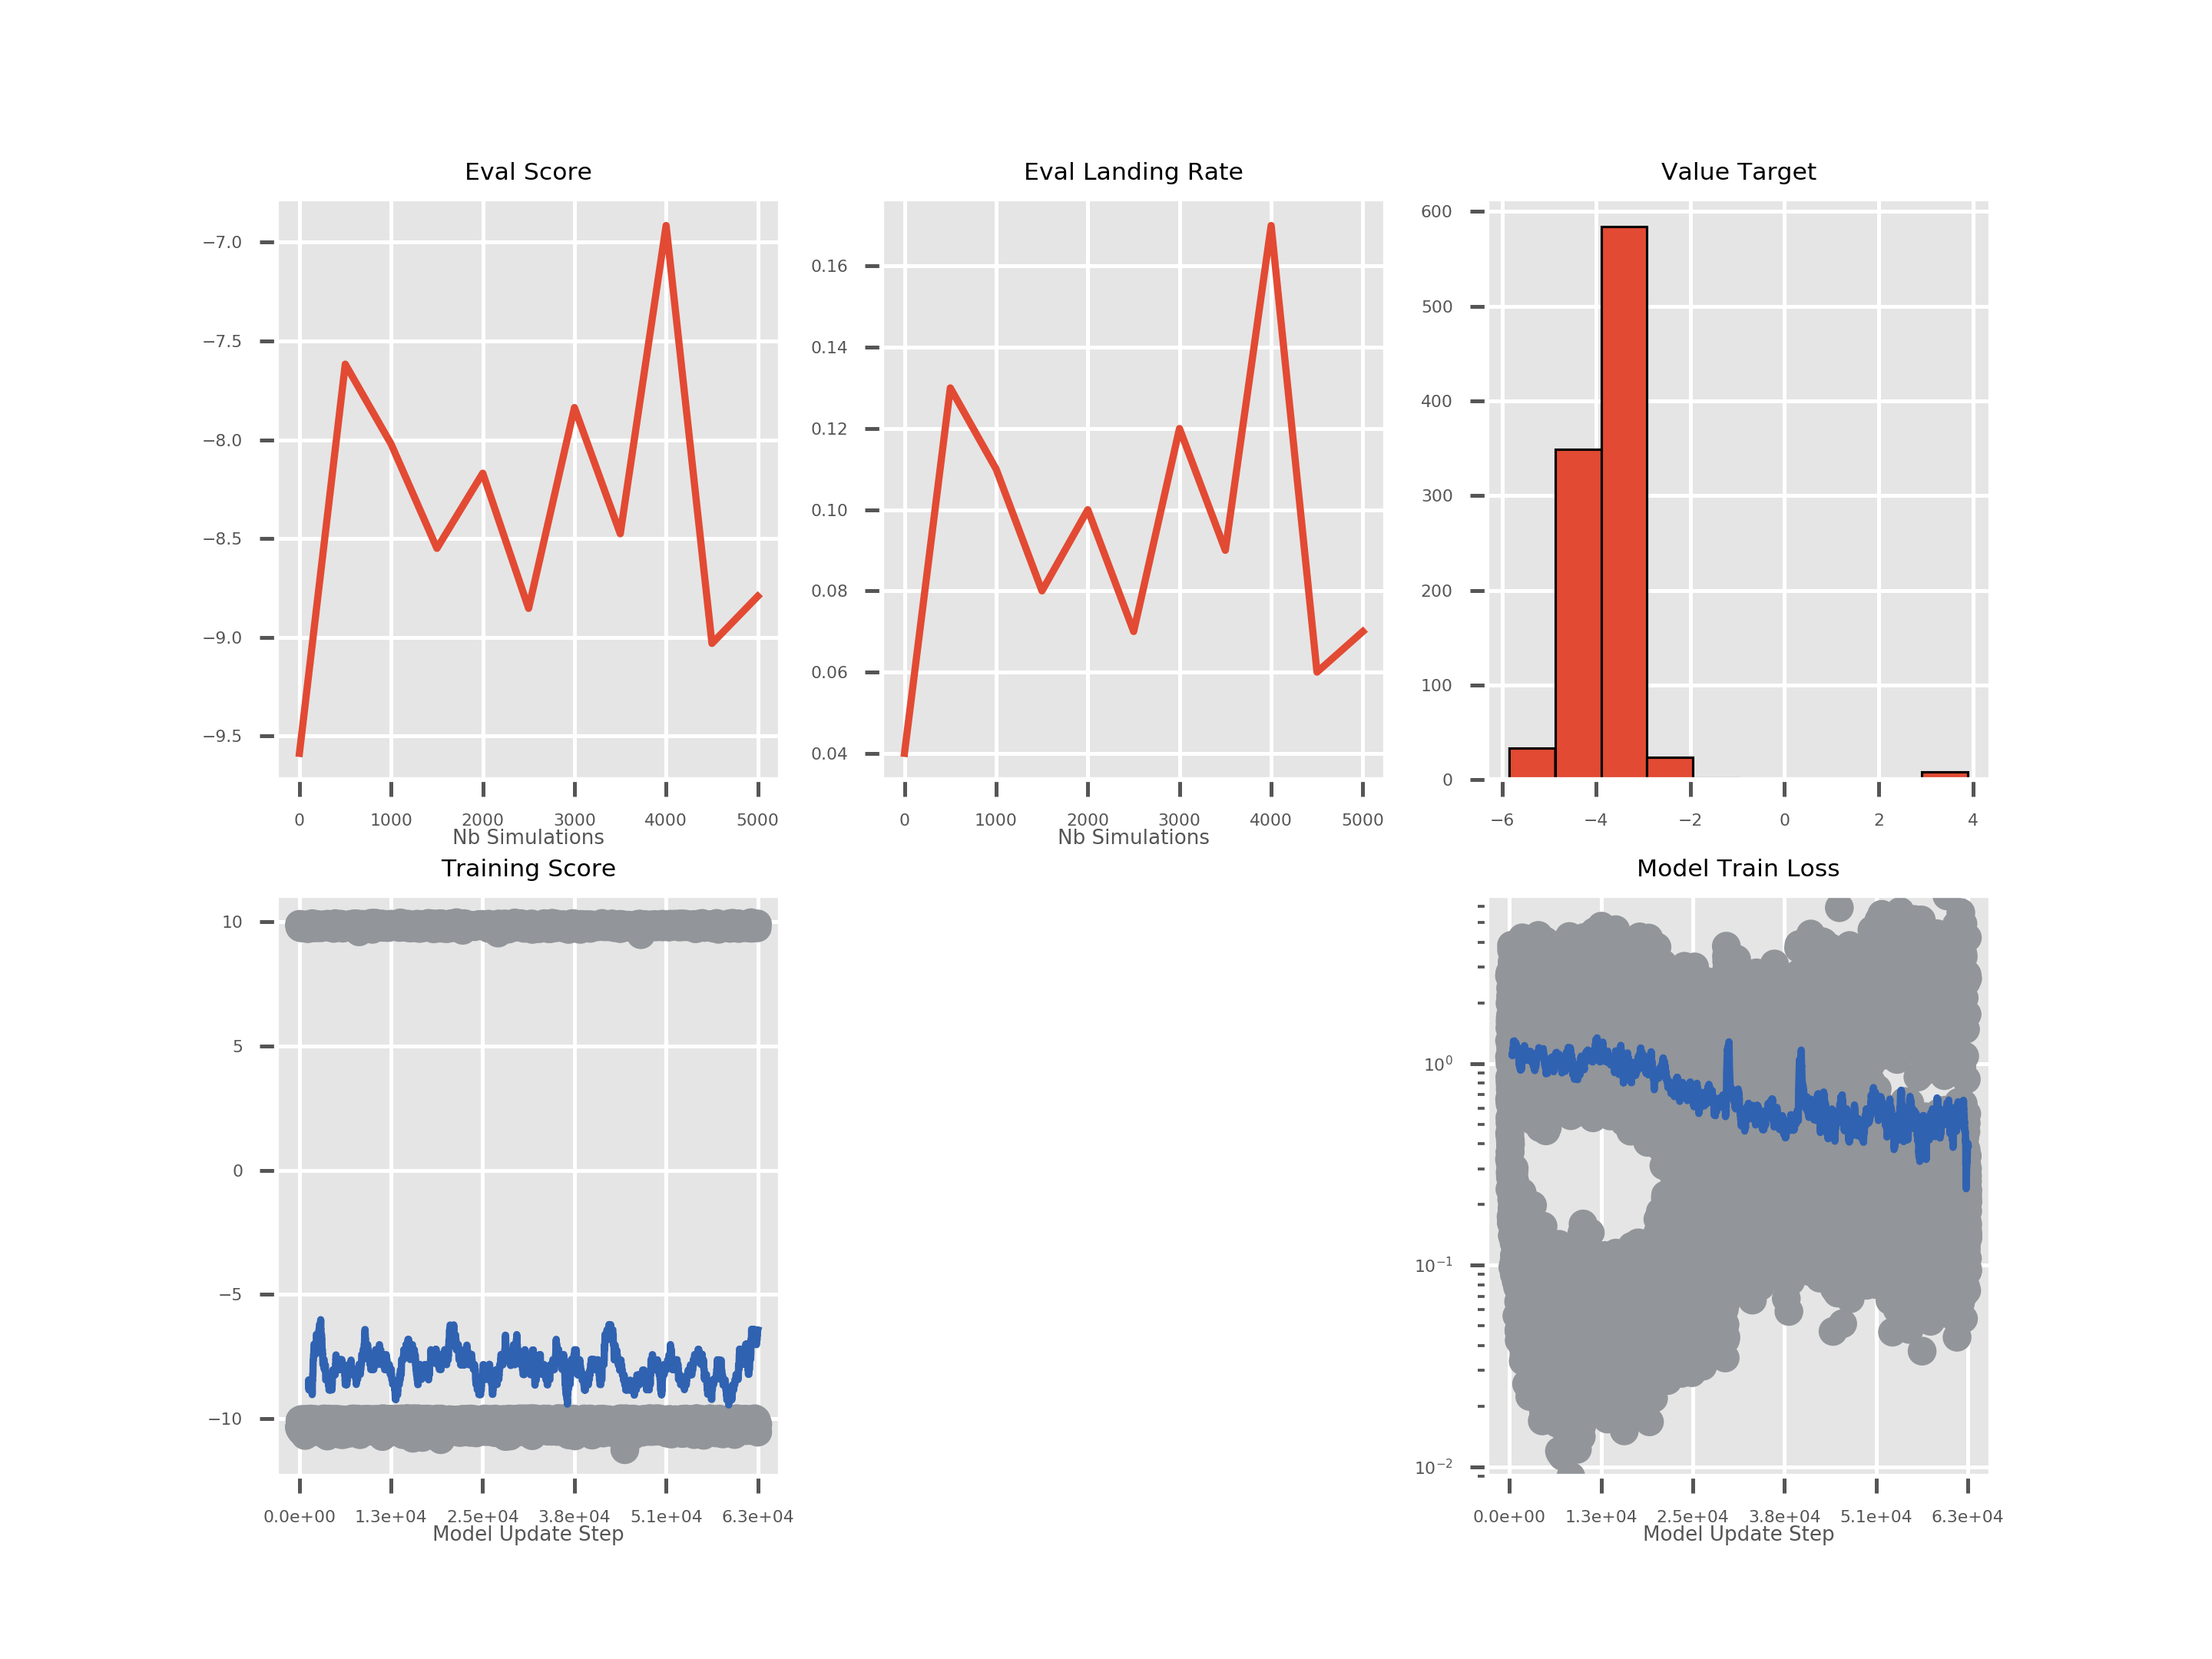 Eval Score
−7.0
−7.5
−8.0
−8.5
−9.0
−9.5
0 1000 2000 3000 4000 5000
Nb Simulations
Eval Landing Rate
0.16
0.14
0.12
0.10
0.08
0.06
0.04
0 1000 2000 3000 4000 5000
Nb Simulations
Value Target
600
500
400
300
200
100
0
−6 −4 −2 0 2 4
Training Score
10
5
0
−5
−10
0.0e+00 1.3e+04 2.5e+04 3.8e+04 5.1e+04 6.3e+04
Model Update Step
Model Train Loss
10⁰
10⁻¹
10⁻²
0.0e+00 1.3e+04 2.5e+04 3.8e+04 5.1e+04 6.3e+04
Model Update Step